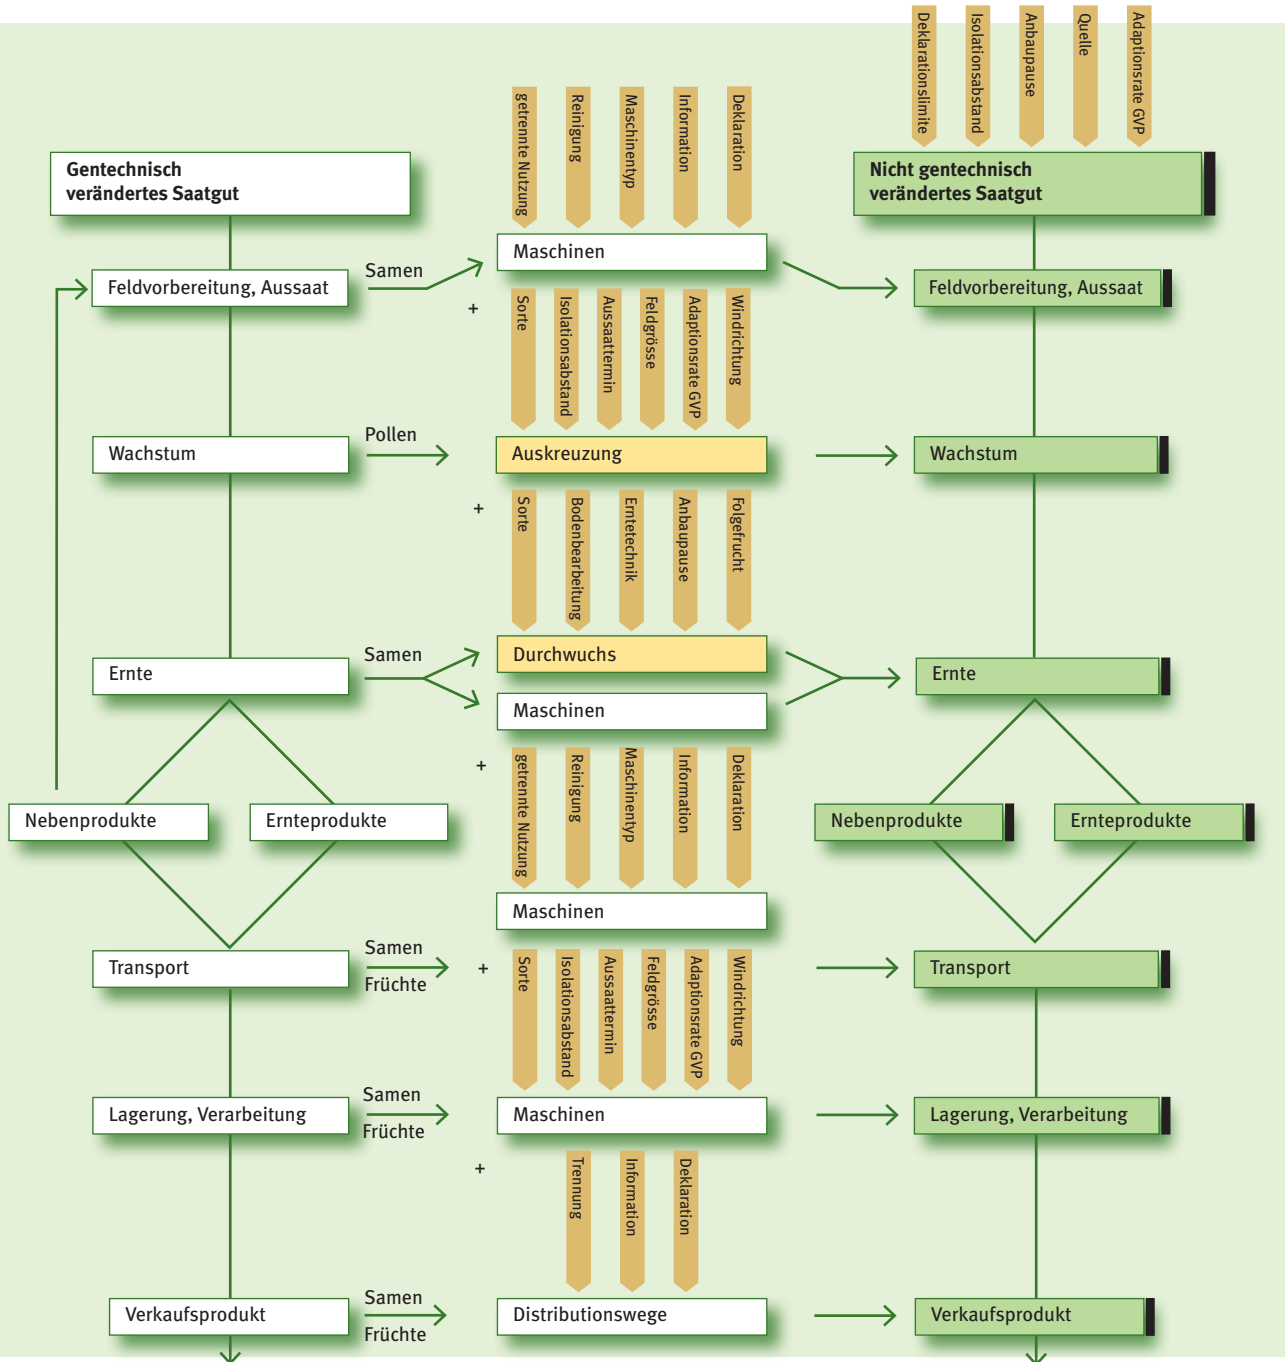 Deklarationslimite
Isolationsabstand
Anbaupause
Quelle
Adaptionsrate GVP
getrennte Nutzung
Reinigung
Maschinentyp
Information
Deklaration
Gentechnisch
verändertes Saatgut
Nicht gentechnisch
verändertes Saatgut
Maschinen
Feldvorbereitung, Aussaat
Samen
Feldvorbereitung, Aussaat
+
Sorte
Isolationsabstand
Aussaattermin
Feldgrösse
Adaptionsrate GVP
Windrichtung
Wachstum
Pollen
Auskreuzung
Wachstum
+
Sorte
Bodenbearbeitung
Erntetechnik
Anbaupause
Folgefrucht
Ernte
Samen
Durchwuchs
Maschinen
Ernte
+
getrennte Nutzung
Reinigung
Maschinentyp
Information
Deklaration
Nebenprodukte
Ernteprodukte
Nebenprodukte
Ernteprodukte
Maschinen
Transport
Samen
Früchte
+
Sorte
Isolationsabstand
Aussaattermin
Feldgrösse
Adaptionsrate GVP
Windrichtung
Transport
Lagerung, Verarbeitung
Samen
Früchte
Maschinen
Lagerung, Verarbeitung
+
Trennung
Information
Deklaration
Verkaufsprodukt
Samen
Früchte
Distributionswege
Verkaufsprodukt